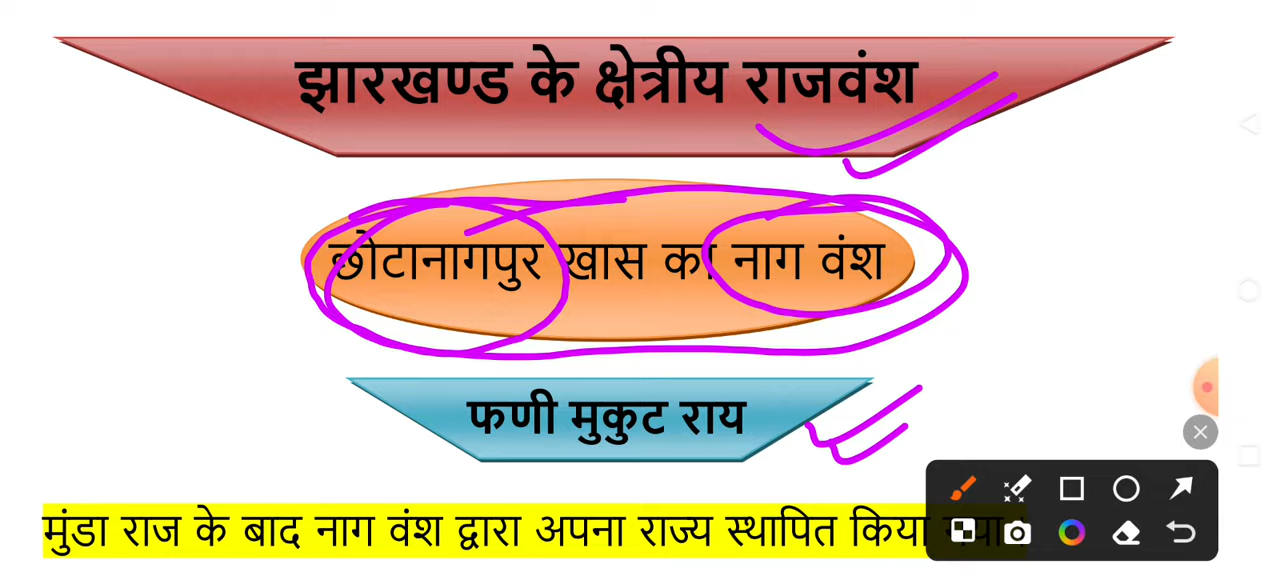 झारखण्ड के क्षेत्रीय राजवंश
छोटानागपुर खास का नाग वंश
फणी मुकुट राय
मुंडा राज के बाद नाग वंश द्वारा अपना राज्य स्थापित किया